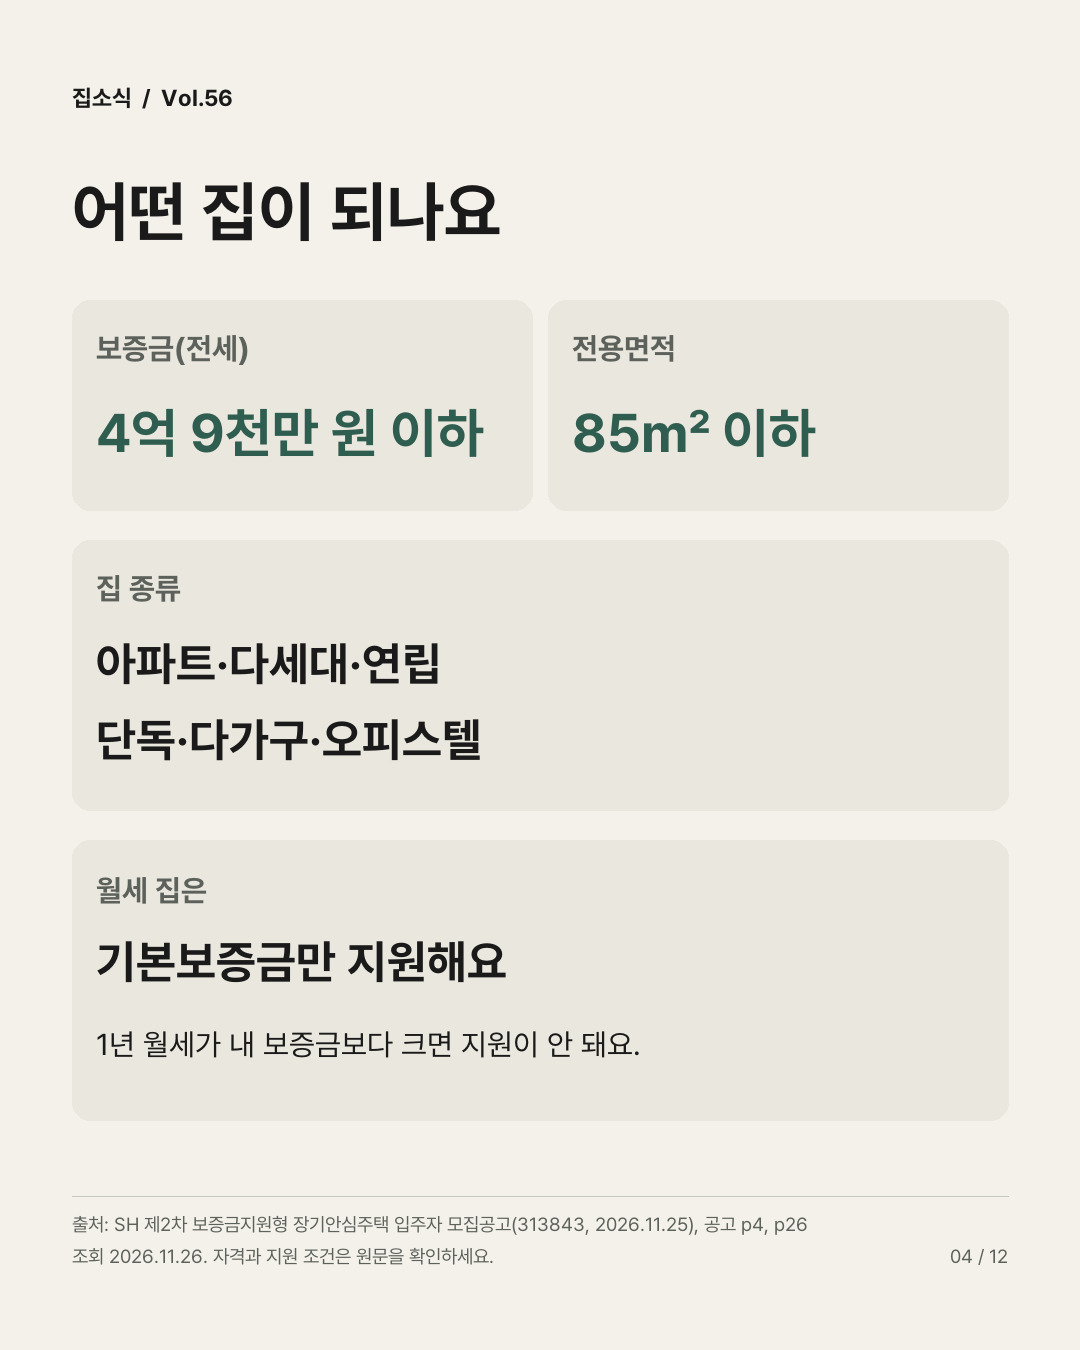 집소식 / Vol.56
어떤 집이 되나요
보증금(전세)
4억 9천만 원 이하
전용면적
85m² 이하
집 종류
아파트·다세대·연립
단독·다가구·오피스텔
월세 집은
기본보증금만 지원해요
1년 월세가 내 보증금보다 크면 지원이 안 돼요.
출처: SH 제2차 보증금지원형 장기안심주택 입주자 모집공고(313843, 2026.11.25), 공고 p4, p26
조회 2026.11.26. 자격과 지원 조건은 원문을 확인하세요.
04 / 12